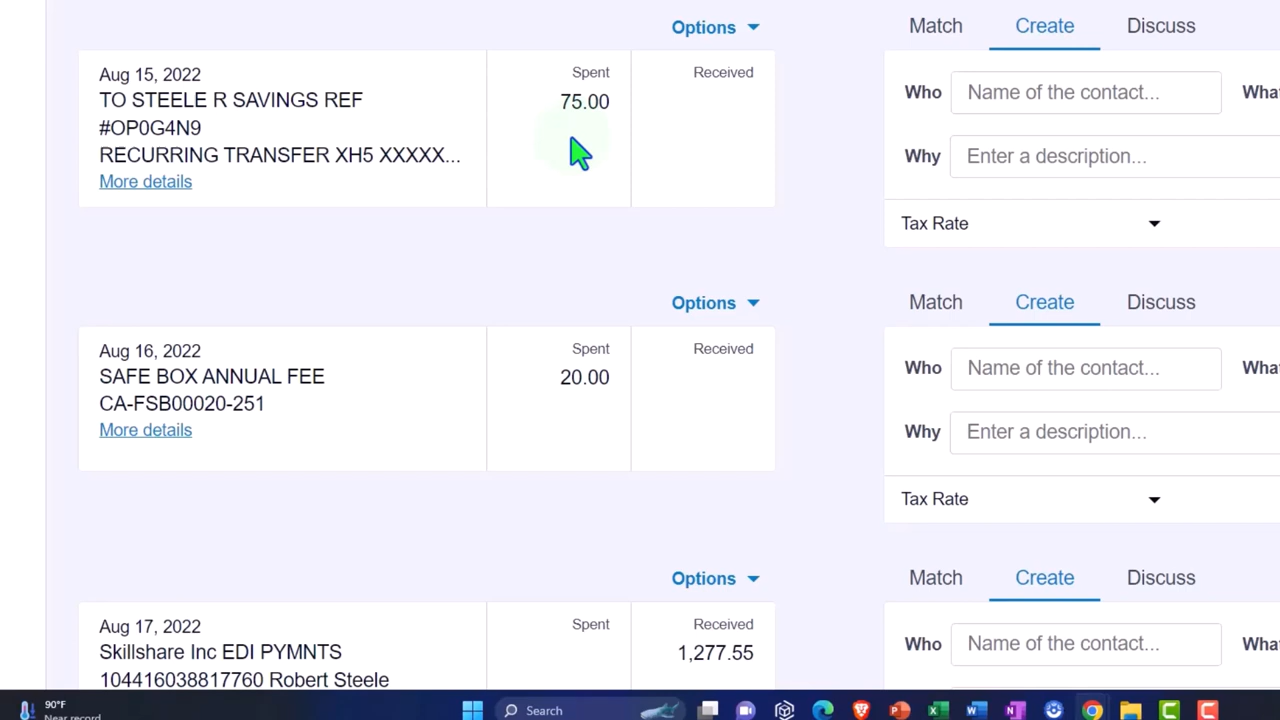 Options
Match Create Discuss
Aug 15, 2022 Spent Received
TO STEELE R SAVINGS REF 75.00
#OP0G4N9
RECURRING TRANSFER XH5 XXXXX...
More details
Who Name of the contact...
Why Enter a description...
Tax Rate
Options
Match Create Discuss
Aug 16, 2022 Spent Received
SAFE BOX ANNUAL FEE 20.00
CA-FSB00020-251
More details
Who Name of the contact...
Why Enter a description...
Tax Rate
Options
Match Create Discuss
Aug 17, 2022 Spent Received
Skillshare Inc EDI PYMNTS 1,277.55
104416038817760 Robert Steele
Who Name of the contact...
90°F
Near record
Search